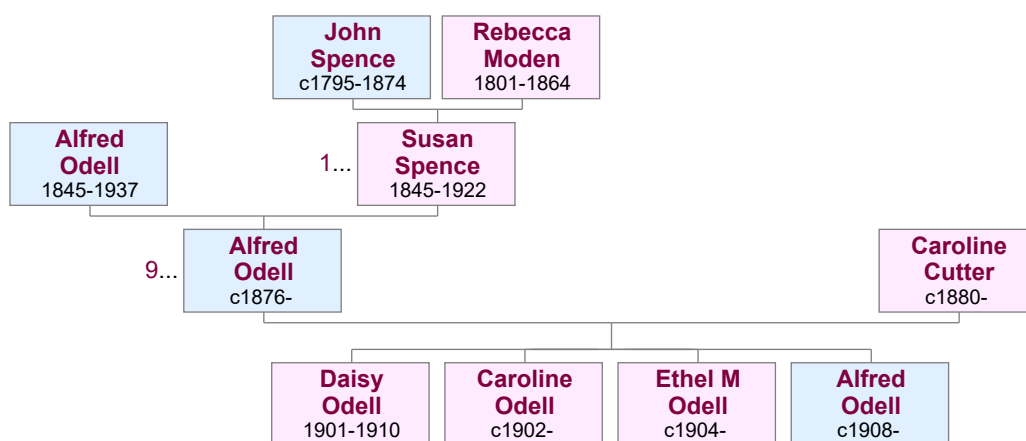 John
Spence
c1795-1874
Rebecca
Moden
1801-1864
Alfred
Odell
1845-1937
1...
Susan
Spence
1845-1922
9...
Alfred
Odell
c1876-
Caroline
Cutter
c1880-
Daisy
Odell
1901-1910
Caroline
Odell
c1902-
Ethel M
Odell
c1904-
Alfred
Odell
c1908-